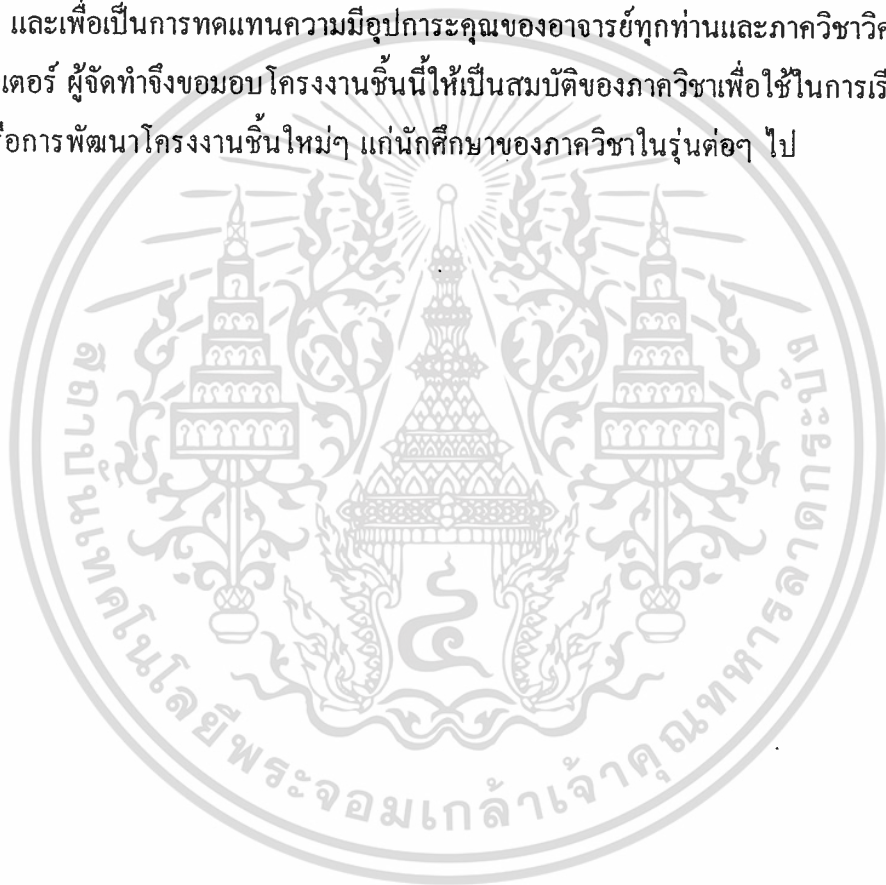 และเพื่อเป็นการทดแทนความมีอุปการะคุณของอาจารย์ทุกท่านและภาควิชาวิศ
เตอร์ ผู้จัดทำจึงขอมอบโครงงานชิ้นนี้ให้เป็นสมบัติของภาควิชาเพื่อใช้ในการเรี
รือการพัฒนาโครงงานชิ้นใหม่ๆ แก่นักศึกษาของภาควิชาในรุ่นต่อๆ ไป
สถาบันเทคโนโลยีพระจอมเกล้าเจ้าคุณทหารลาดกระบัง